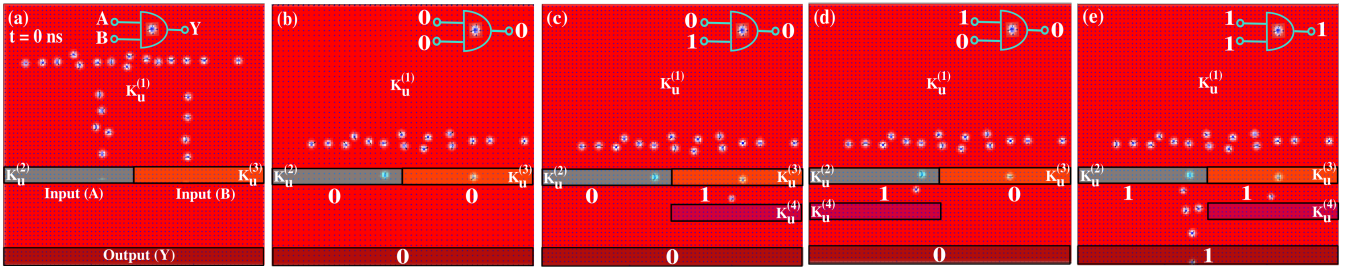 (a)
A
Y
t = 0 ns
B
K_u^(1)
K_u^(2)
K_u^(3)
Input (A)
Input (B)
Output (Y)
(b)
0
0
0
K_u^(1)
K_u^(2)
K_u^(3)
0
0
0
(c)
0
0
1
K_u^(1)
K_u^(2)
K_u^(3)
0
1
K_u^(4)
0
(d)
1
0
0
K_u^(1)
K_u^(2)
K_u^(3)
1
0
K_u^(4)
0
(e)
1
1
1
K_u^(1)
K_u^(2)
K_u^(3)
1
1
K_u^(4)
1